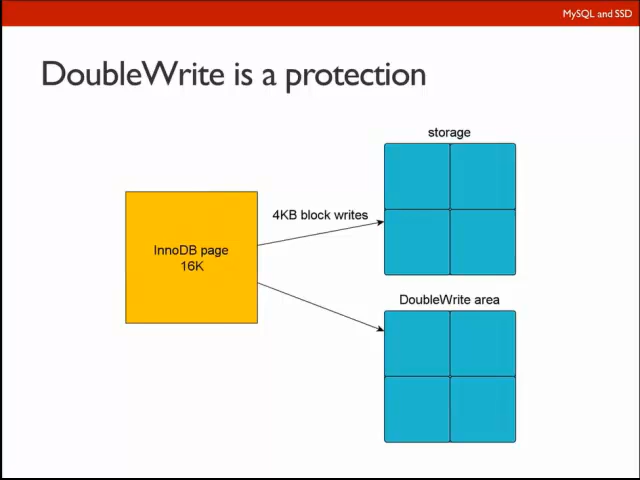 MySQL and SSD
DoubleWrite is a protection
storage
4KB block writes
InnoDB page
16K
DoubleWrite area